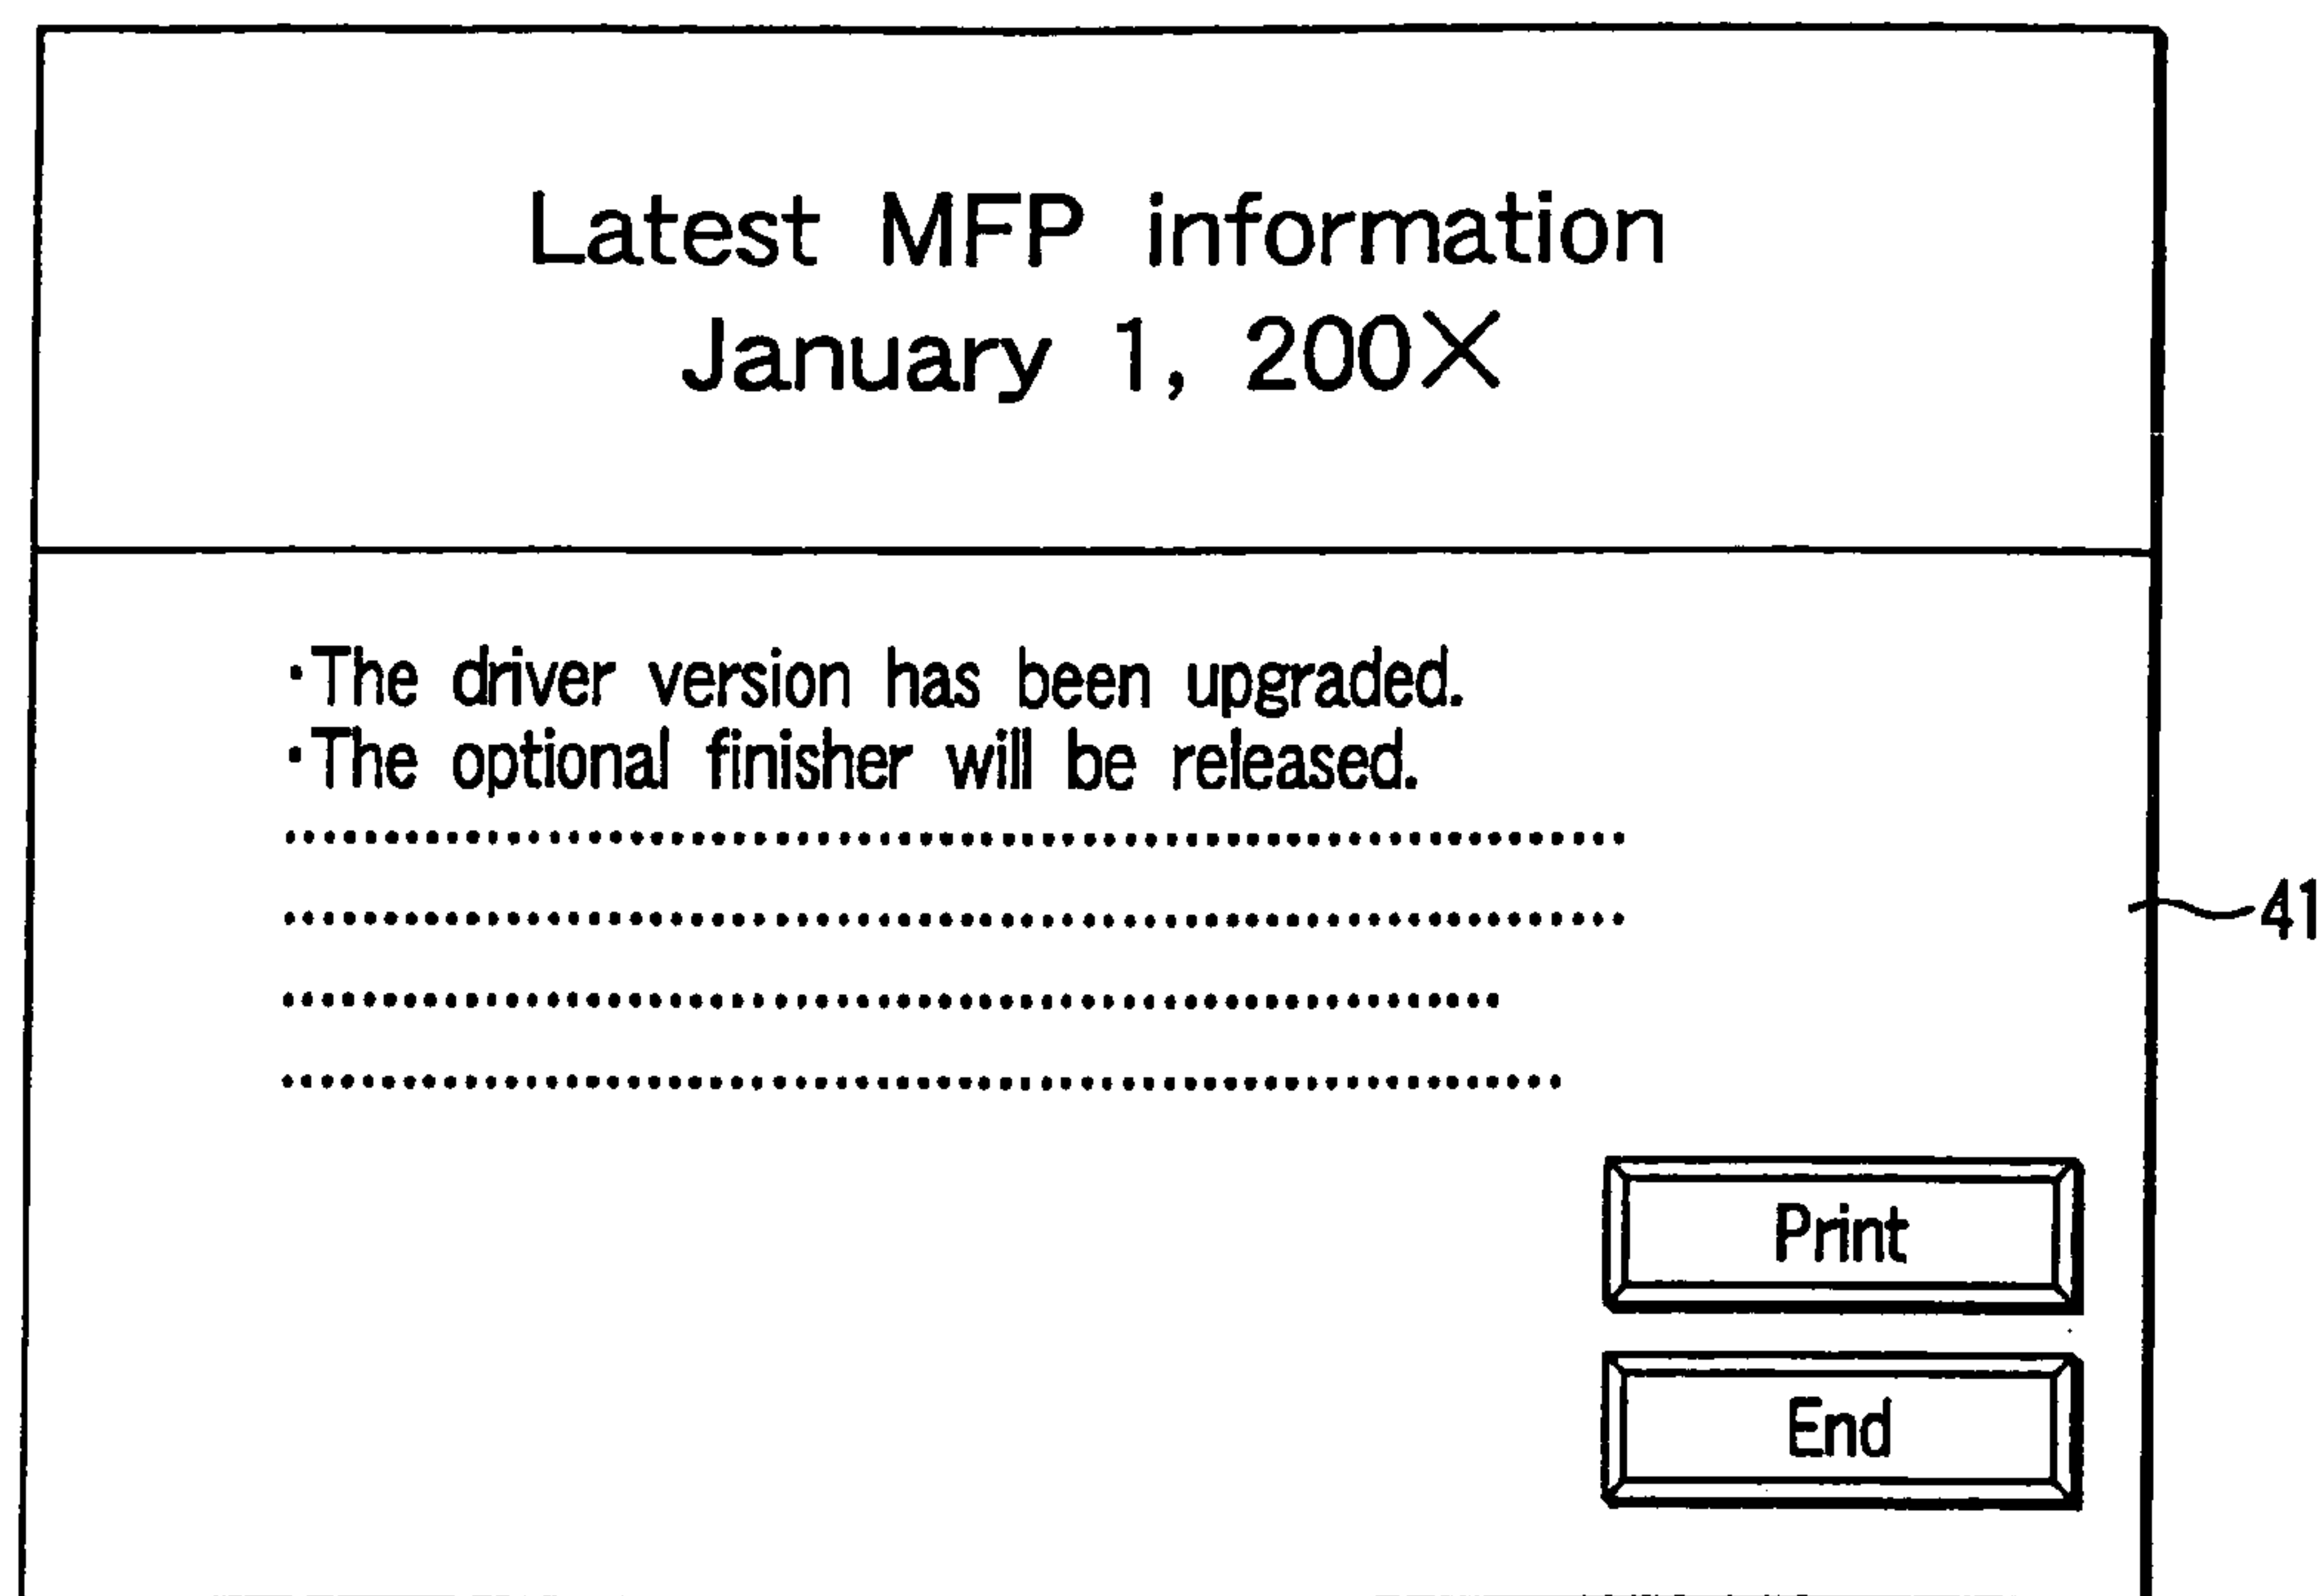 Latest MFP information
January 1, 200X
·The driver version has been upgraded.
·The optional finisher will be released.
41
Print
End